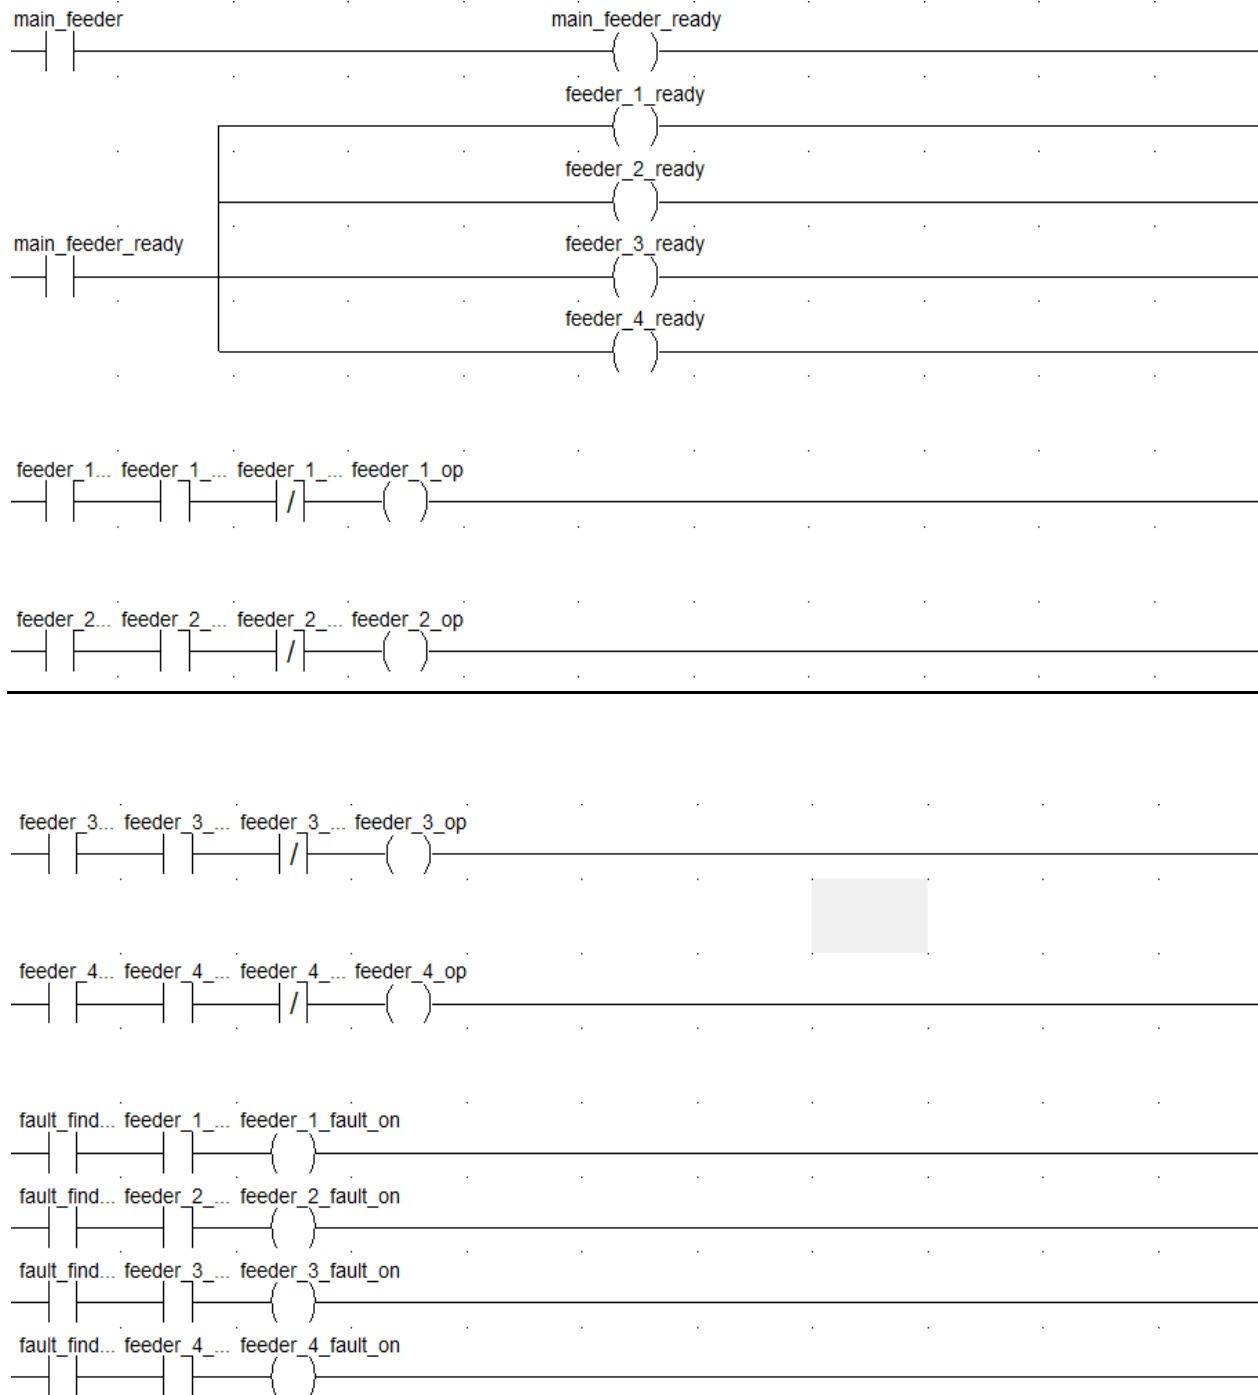 main_feeder main_feeder_ready
feeder_1_ready
feeder_2_ready
main_feeder_ready feeder_3_ready
feeder_4_ready
feeder_1... feeder_1_... feeder_1_... feeder_1_op
/
feeder_2... feeder_2_... feeder_2_... feeder_2_op
/
feeder_3... feeder_3_... feeder_3_... feeder_3_op
/
feeder_4... feeder_4_... feeder_4_... feeder_4_op
/
fault_find... feeder_1_... feeder_1_fault_on
fault_find... feeder_2_... feeder_2_fault_on
fault_find... feeder_3_... feeder_3_fault_on
fault_find... feeder_4_... feeder_4_fault_on